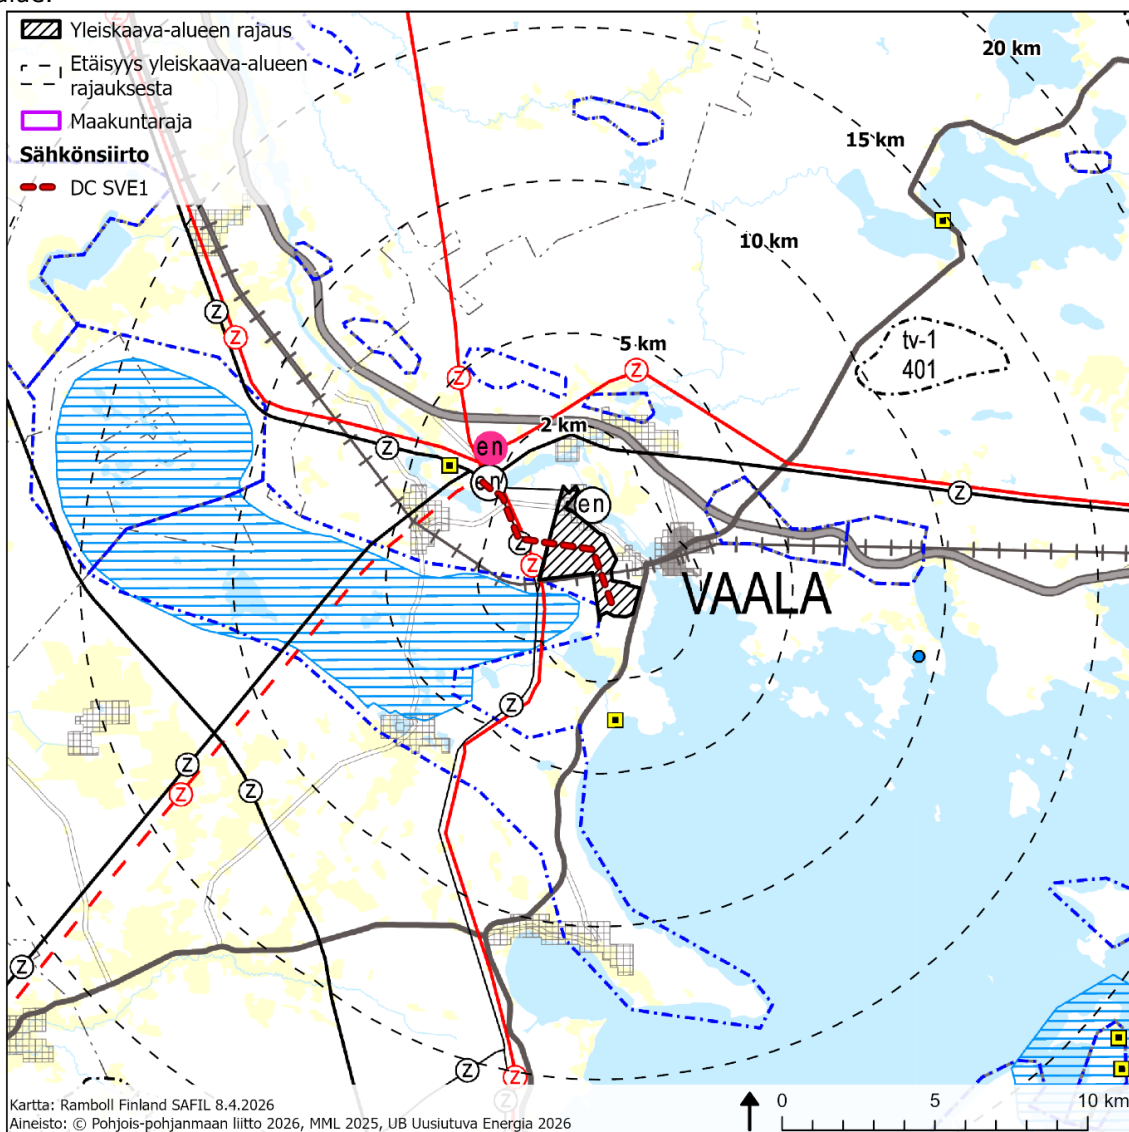 Yleiskaava-alueen rajaus
Etäisyys yleiskaava-alueen
rajauksesta
Maakuntaraja
Sähkönsiirto
DC SVE1
20 km
15 km
10 km
5 km
2 km
tv-1
401
z
z
z
z
z
en
en
en
z
z
z
z
VAALA
z
z
z
z
z
z
z
Kartta: Ramboll Finland SAFIL 8.4.2026
Aineisto: © Pohjois-pohjanmaan liitto 2026, MML 2025, UB Uusiutuva Energia 2026
0 5 10 km